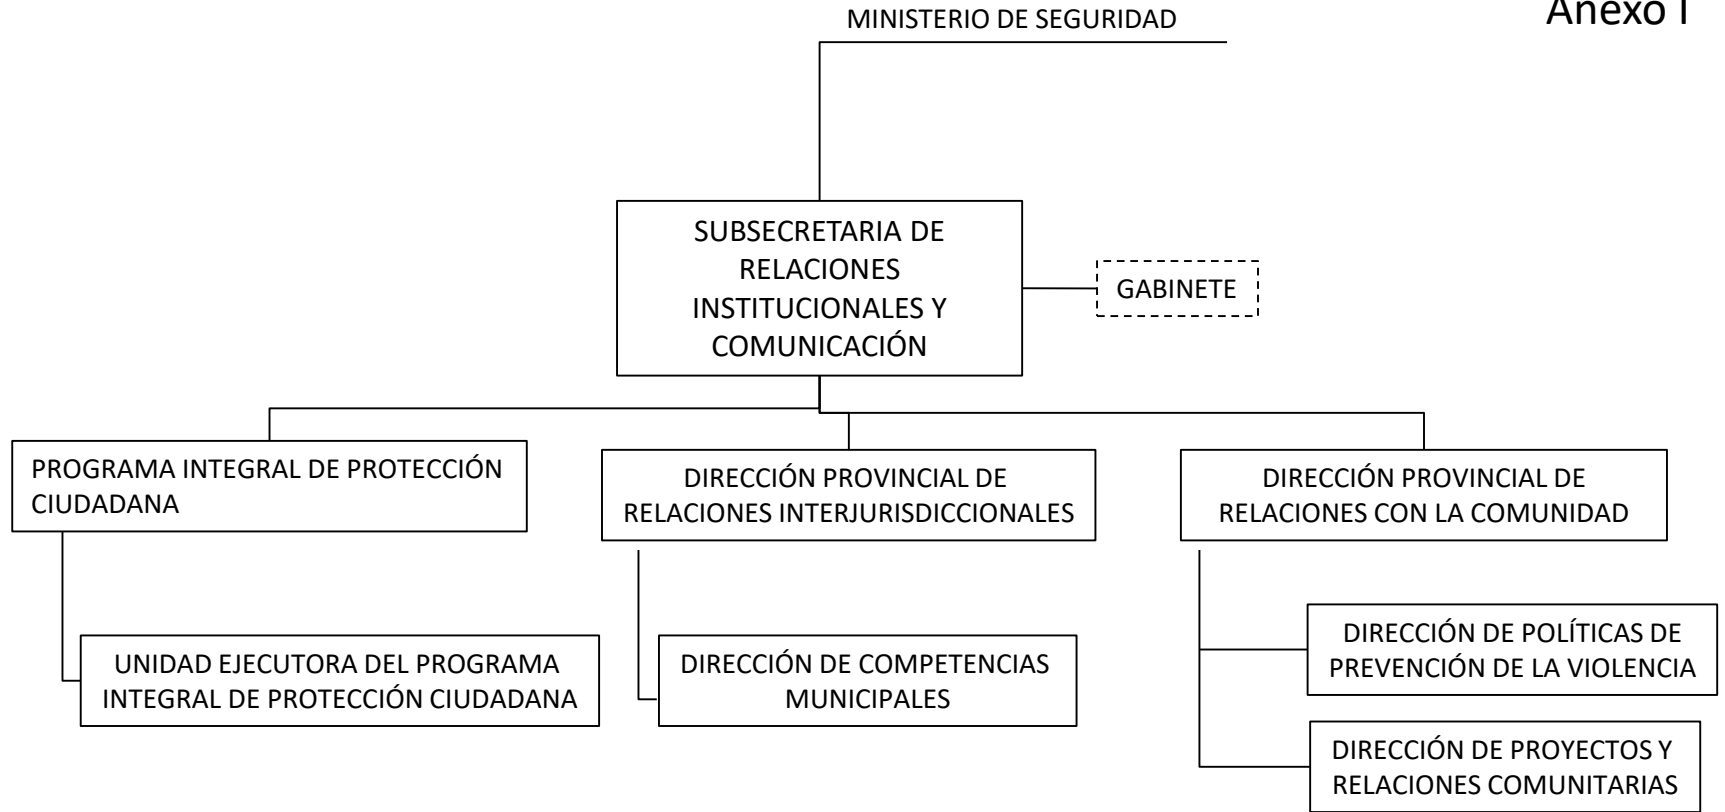 Anexo I
MINISTERIO DE SEGURIDAD
SUBSECRETARIA DE
RELACIONES
INSTITUCIONALES Y
COMUNICACIÓN
GABINETE
PROGRAMA INTEGRAL DE PROTECCIÓN
CIUDADANA
DIRECCIÓN PROVINCIAL DE
RELACIONES INTERJURISDICCIONALES
DIRECCIÓN PROVINCIAL DE
RELACIONES CON LA COMUNIDAD
UNIDAD EJECUTORA DEL PROGRAMA
INTEGRAL DE PROTECCIÓN CIUDADANA
DIRECCIÓN DE COMPETENCIAS
MUNICIPALES
DIRECCIÓN DE POLÍTICAS DE
PREVENCIÓN DE LA VIOLENCIA
DIRECCIÓN DE PROYECTOS Y
RELACIONES COMUNITARIAS